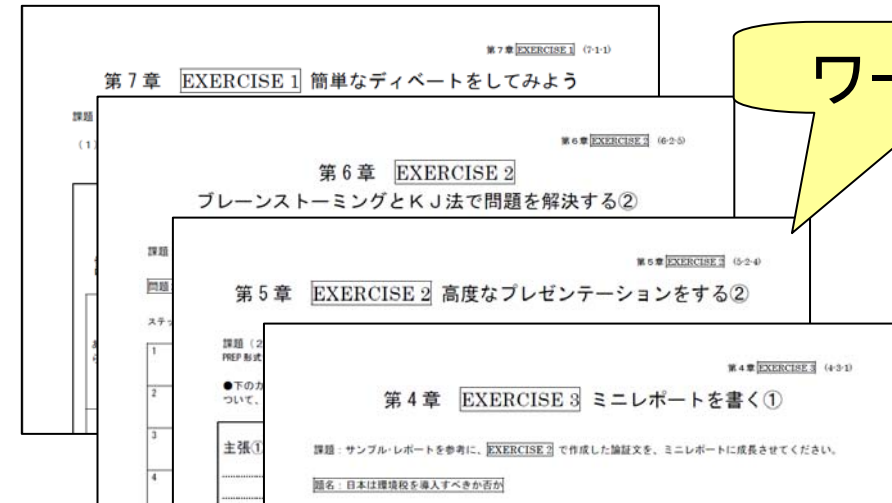 第７章 EXERCISE 1 (7-1-1)
第７章 EXERCISE 1 簡単なディベートをしてみよう
課題
（1
第６章 EXERCISE 2 (6-2-5)
第６章 EXERCISE 2
ブレーンストーミングとＫＪ法で問題を解決する②
課題
問題
ステッ
1
2
3
4
第５章 EXERCISE 2 (5-2-4)
第５章 EXERCISE 2 高度なプレゼンテーションをする②
課題（2
PREP 形式
●下のカ
ついて、
主張①
第４章 EXERCISE 3 (4-3-1)
第４章 EXERCISE 3 ミニレポートを書く①
課題：サンプル・レポートを参考に、EXERCISE 2 で作成した論証文を、ミニレポートに成長させてください。
題名：日本は環境税を導入すべきか否か
ワー